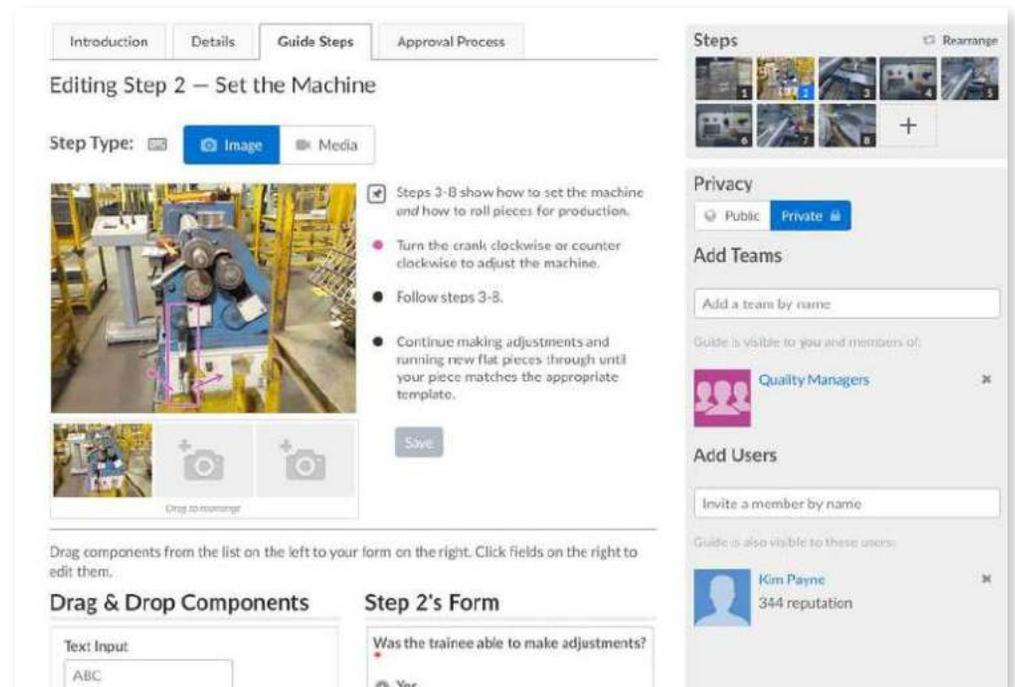 Introduction
Details
Guide Steps
Approval Process
Editing Step 2 — Set the Machine
Step Type:
Image
Media
Steps 3-8 show how to set the machine
and how to roll pieces for production.
Turn the crank clockwise or counter
clockwise to adjust the machine.
Follow steps 3-8.
Continue making adjustments and
running new flat pieces through until
your piece matches the appropriate
template.
Save
Drag to rearrange
Drag components from the list on the left to your form on the right. Click fields on the right to
edit them.
Drag & Drop Components
Text Input
ABC
Step 2's Form
Was the trainee able to make adjustments?
*
Yes
Steps
Rearrange
1
2
3
4
5
6
7
8
Privacy
Public
Private
Add Teams
Add a team by name
Guide is visible to you and members of:
Quality Managers
Add Users
Invite a member by name
Guide is also visible to these users:
Kim Payne
344 reputation